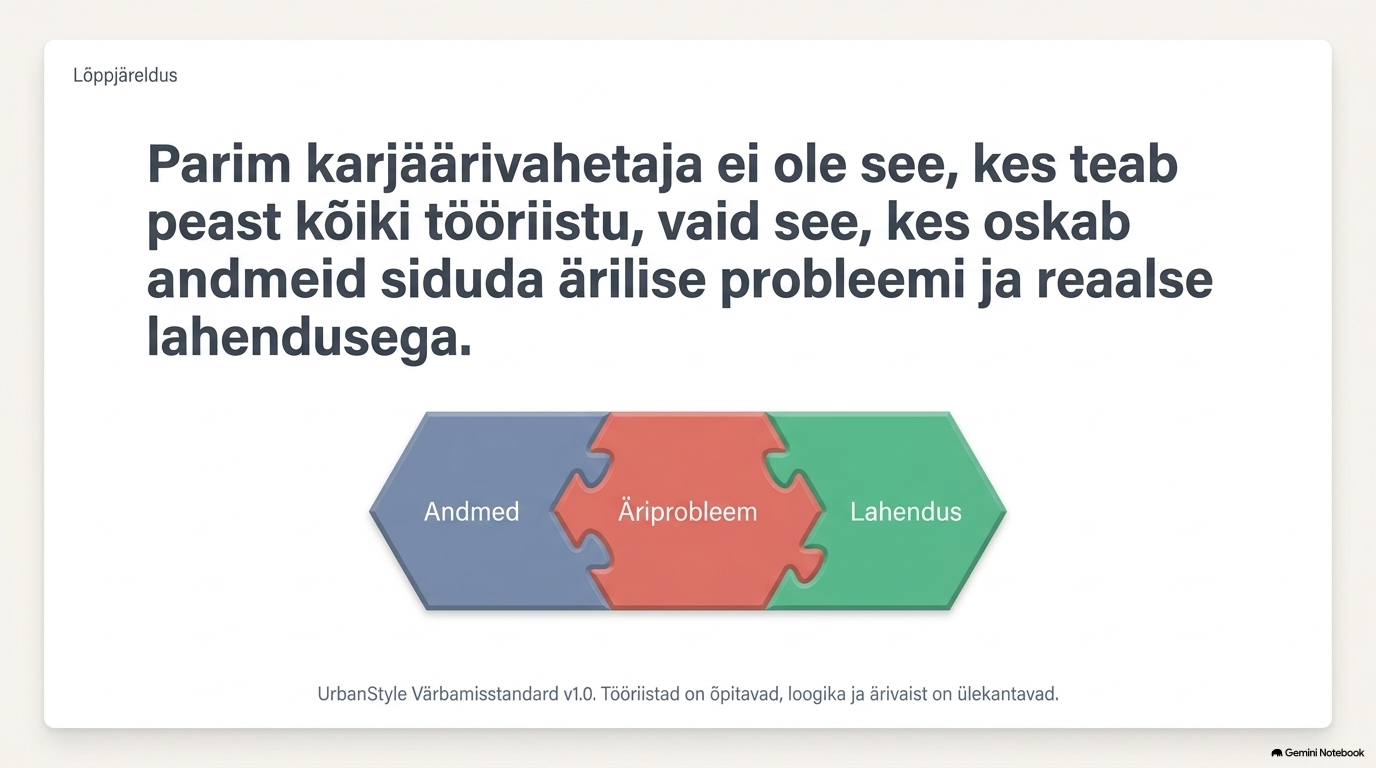 Lõppjäreldus
Parim karjäärivahetaja ei ole see, kes teab
peast kõiki tööriistu, vaid see, kes oskab
andmeid siduda ärilise probleemi ja reaalse
lahendusega.
Andmed
Äriprobleem
Lahendus
UrbanStyle Värbamisstandard v1.0. Tööriistad on õpitavad, loogika ja ärivaist on ülekantavad.
Gemini Notebook